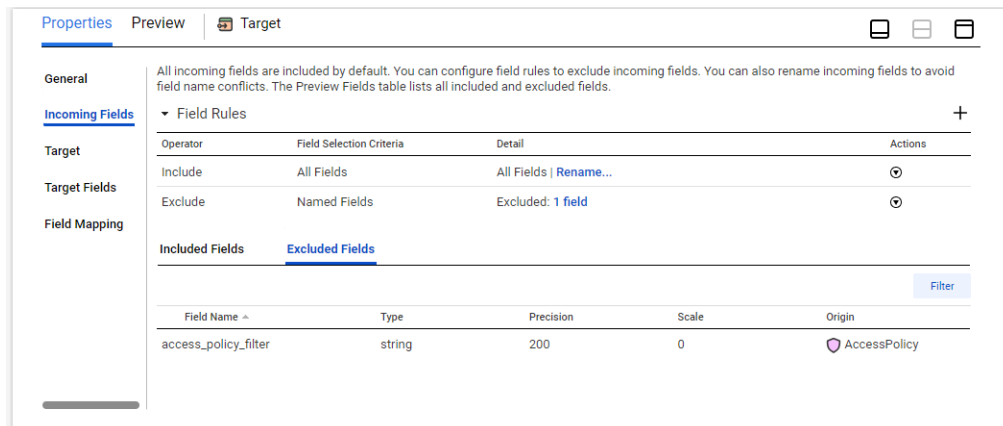 Properties Preview Target
General
Incoming Fields
Target
Target Fields
Field Mapping
All incoming fields are included by default. You can configure field rules to exclude incoming fields. You can also rename incoming fields to avoid
field name conflicts. The Preview Fields table lists all included and excluded fields.
Field Rules
Operator Field Selection Criteria Detail Actions
Include All Fields All Fields | Rename...
Exclude Named Fields Excluded: 1 field
Included Fields Excluded Fields
Filter
Field Name Type Precision Scale Origin
access_policy_filter string 200 0 AccessPolicy